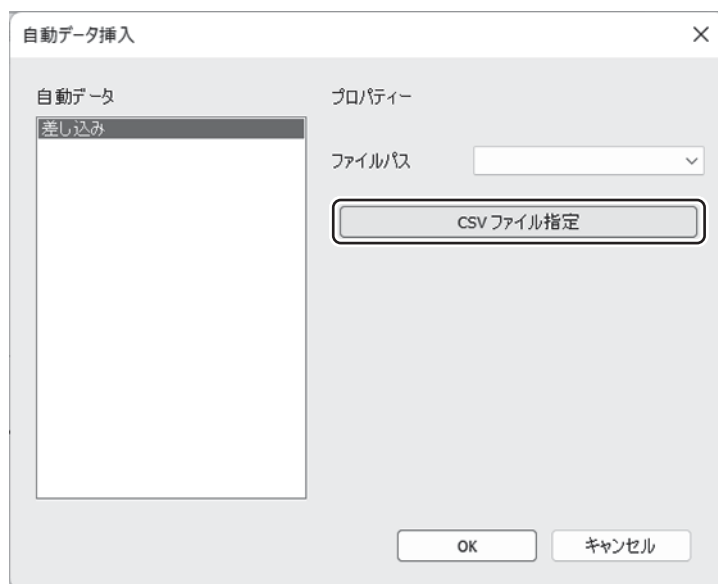 自動データ挿入
自動データ
差し込み
プロパティー
ファイルパス
CSV ファイル指定
OK
キャンセル